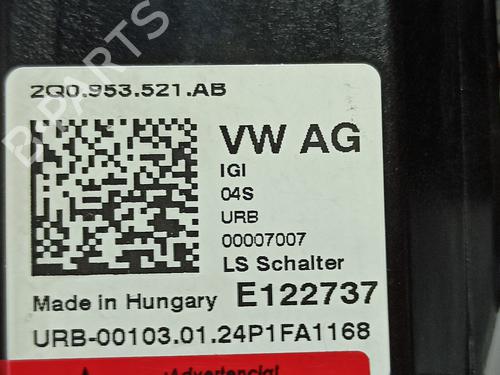 2Q0.953.521.AB
VW AG
IGI
04S
URB
00007007
LS Schalter
Made in Hungary E122737
URB-00103.01.24P1FA1168
¡Advertencia!